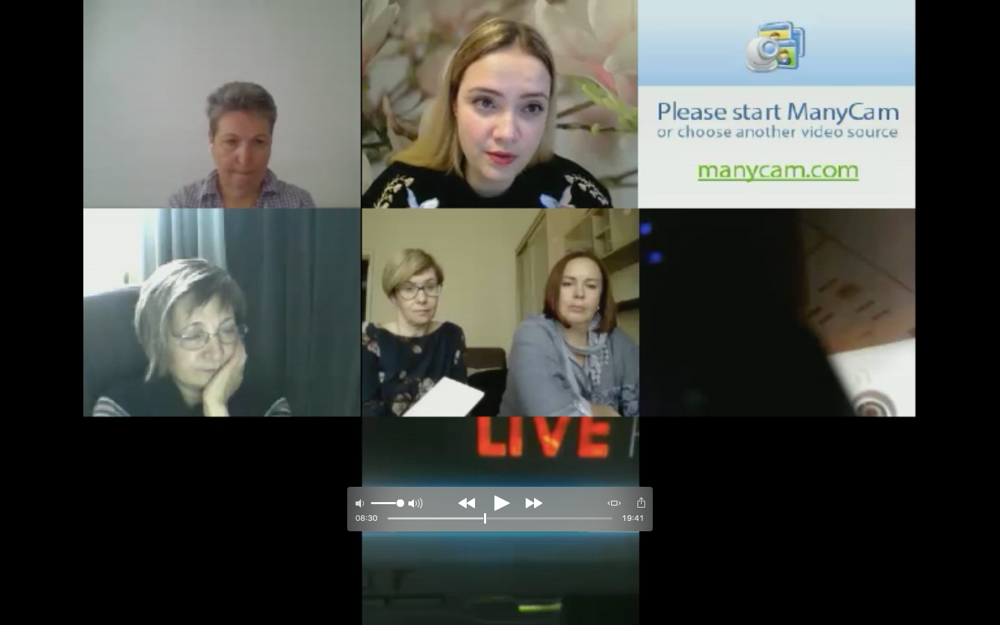 Please start ManyCam
or choose another video source
manycam.com
LIVE
08:30
19:41